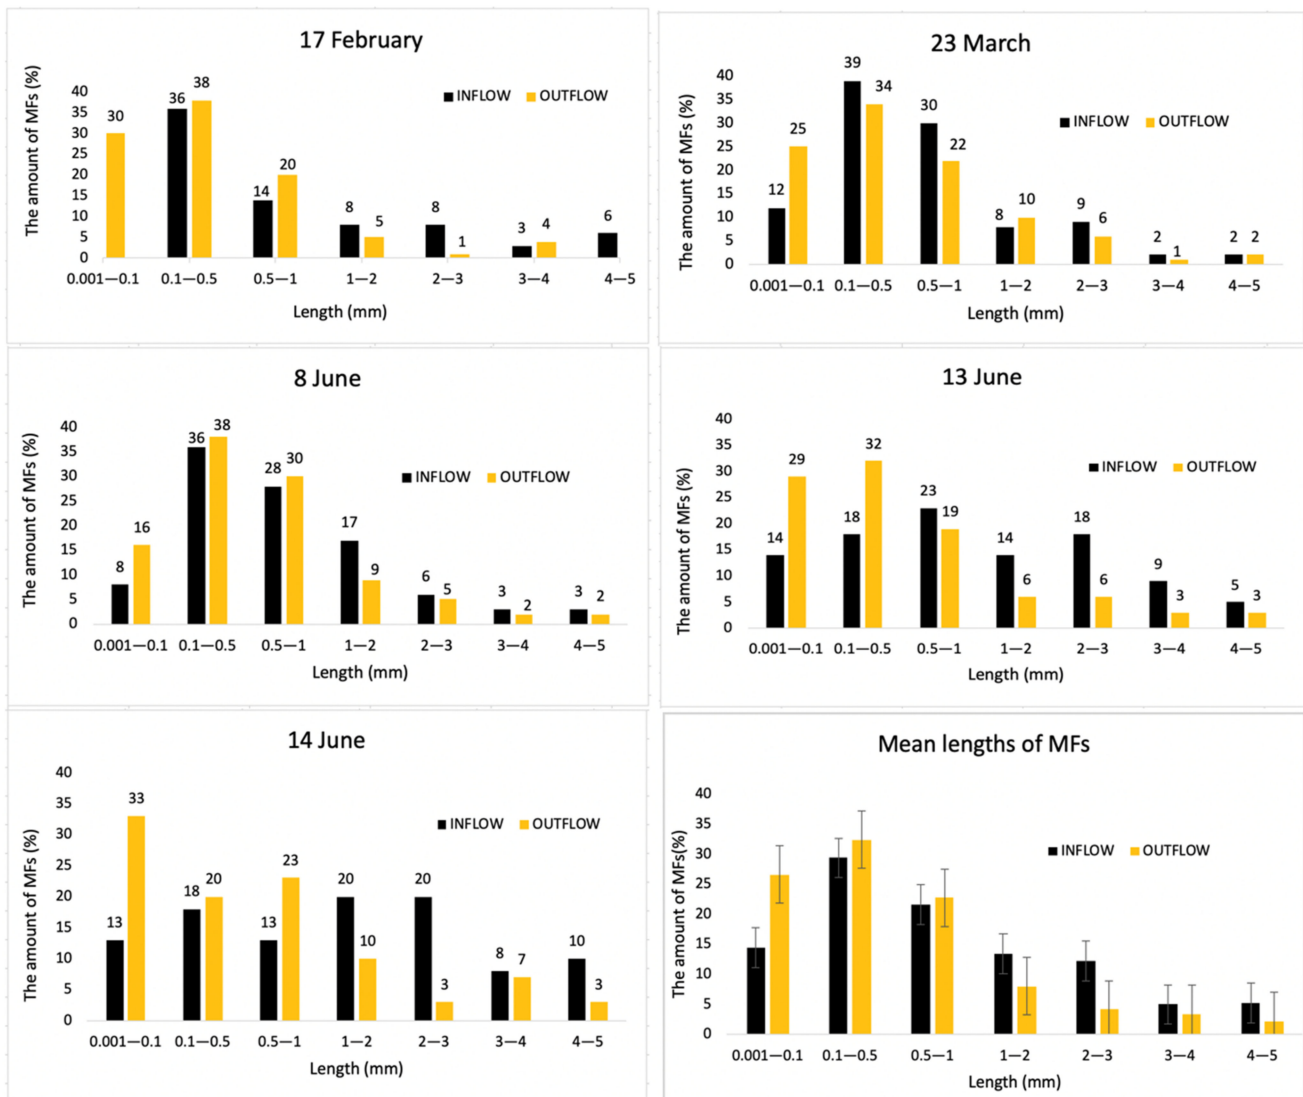 17 February
The amount of MFs (%)
40
35
30
25
20
15
10
5
0
INFLOW OUTFLOW
30
36 38
14 20
8 5
8 1
3 4
6
0.001—0.1 0.1—0.5 0.5—1 1—2 2—3 3—4 4—5
Length (mm)
23 March
The amount of MFs (%)
40
35
30
25
20
15
10
5
0
INFLOW OUTFLOW
12 25
39 34
30 22
8 10
9 6
2 1
2 2
0.001—0.1 0.1—0.5 0.5—1 1—2 2—3 3—4 4—5
Length (mm)
8 June
The amount of MFs (%)
40
35
30
25
20
15
10
5
0
INFLOW OUTFLOW
8 16
36 38
28 30
17 9
6 5
3 2
3 2
0.001—0.1 0.1—0.5 0.5—1 1—2 2—3 3—4 4—5
Length (mm)
13 June
The amount of MFs (%)
40
35
30
25
20
15
10
5
0
INFLOW OUTFLOW
14 29
18 32
23 19
14 6
18 6
9 3
5 3
0.001—0.1 0.1—0.5 0.5—1 1—2 2—3 3—4 4—5
Length (mm)
14 June
The amount of MFs (%)
40
35
30
25
20
15
10
5
0
INFLOW OUTFLOW
13 33
18 20
13 23
20 10
20 3
8 7
10 3
0.001—0.1 0.1—0.5 0.5—1 1—2 2—3 3—4 4—5
Length (mm)
Mean lengths of MFs
The amount of MFs(%)
40
35
30
25
20
15
10
5
0
INFLOW OUTFLOW
0.001—0.1 0.1—0.5 0.5—1 1—2 2—3 3—4 4—5
Length (mm)